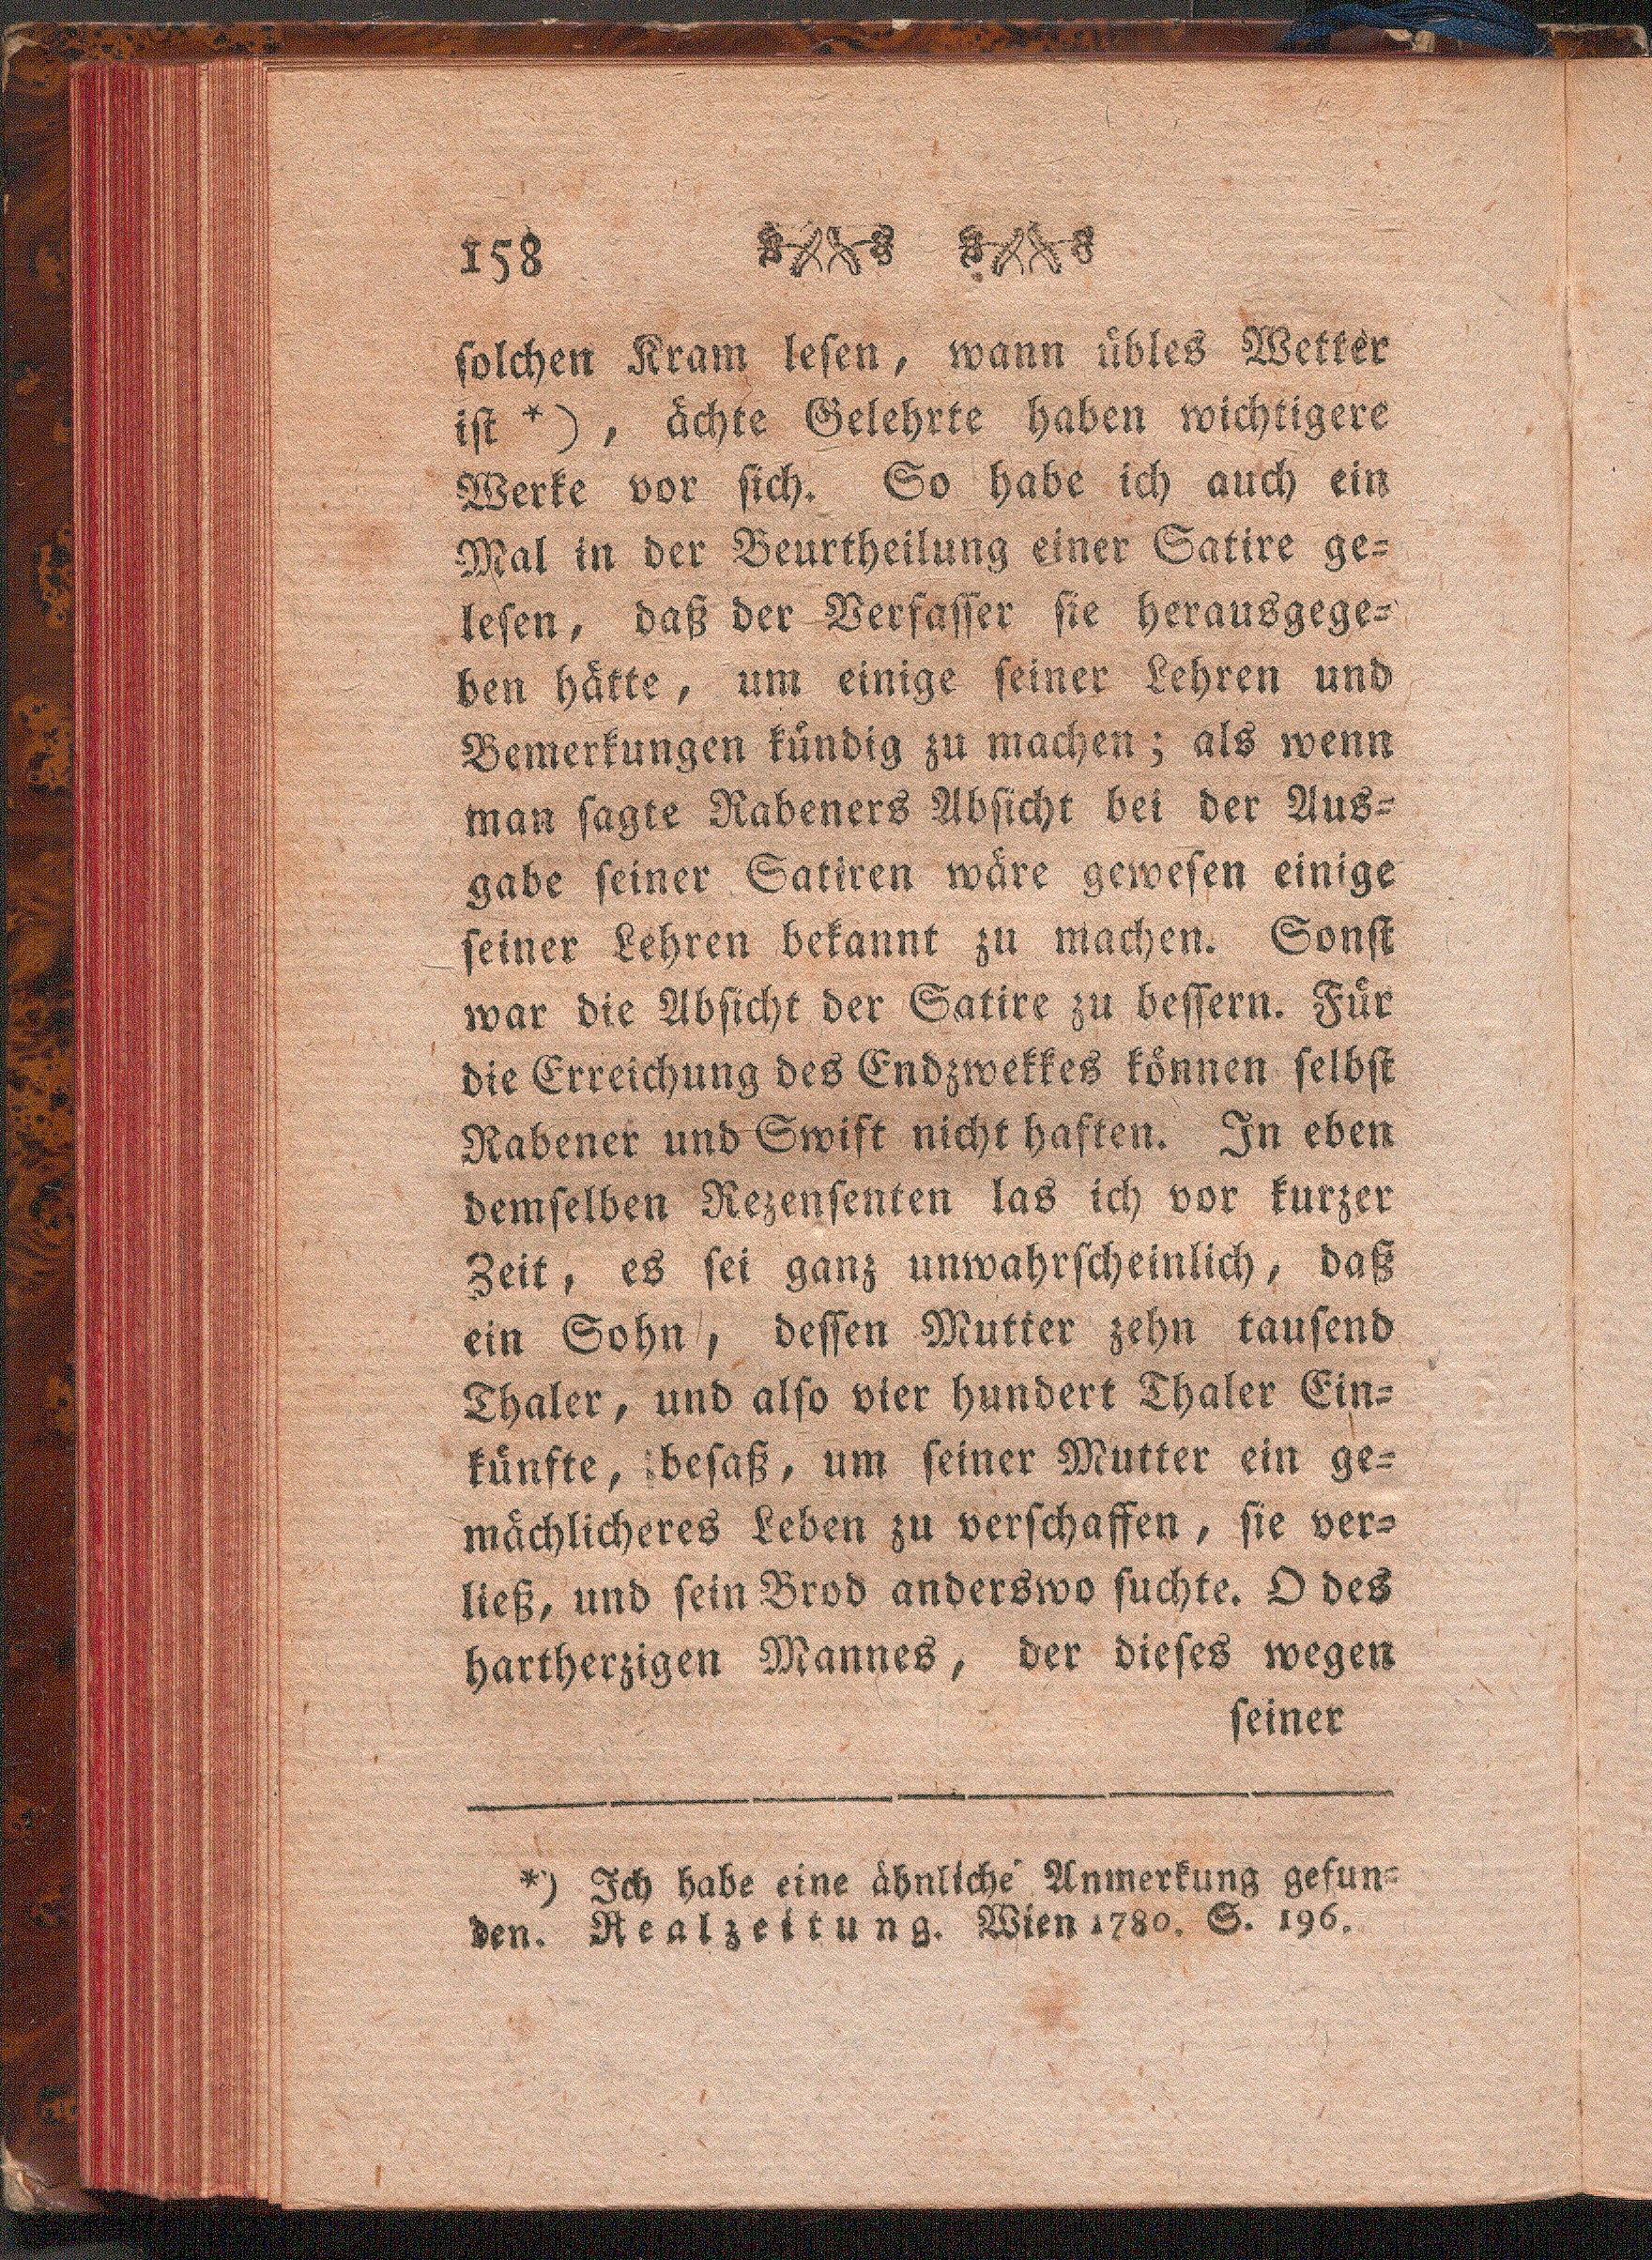 158
solchen Kram lesen, wann übles Wetter
ist *), ächte Gelehrte haben wichtigere
Werke vor sich. So habe ich auch ein
Mal in der Beurtheilung einer Satire ge=
lesen, daß der Verfasser sie herausgege=
ben hätte, um einige seiner Lehren und
Bemerkungen kündig zu machen; als wenn
man sagte Rabeners Absicht bei der Aus=
gabe seiner Satiren wäre gewesen einige
seiner Lehren bekannt zu machen. Sonst
war die Absicht der Satire zu bessern. Für
die Erreichung des Endzwekkes können selbst
Rabener und Swift nicht haften. In eben
demselben Rezensenten las ich vor kurzer
Zeit, es sei ganz unwahrscheinlich, daß
ein Sohn, dessen Mutter zehn tausend
Thaler, und also vier hundert Thaler Ein=
künfte, besaß, um seiner Mutter ein ge=
mächlicheres Leben zu verschaffen, sie ver=
ließ, und sein Brod anderswo suchte. O des
hartherzigen Mannes, der dieses wegen
seiner
*) Ich habe eine ähnliche Anmerkung gefun=
den. Realzeitung. Wien 1780. S. 196.